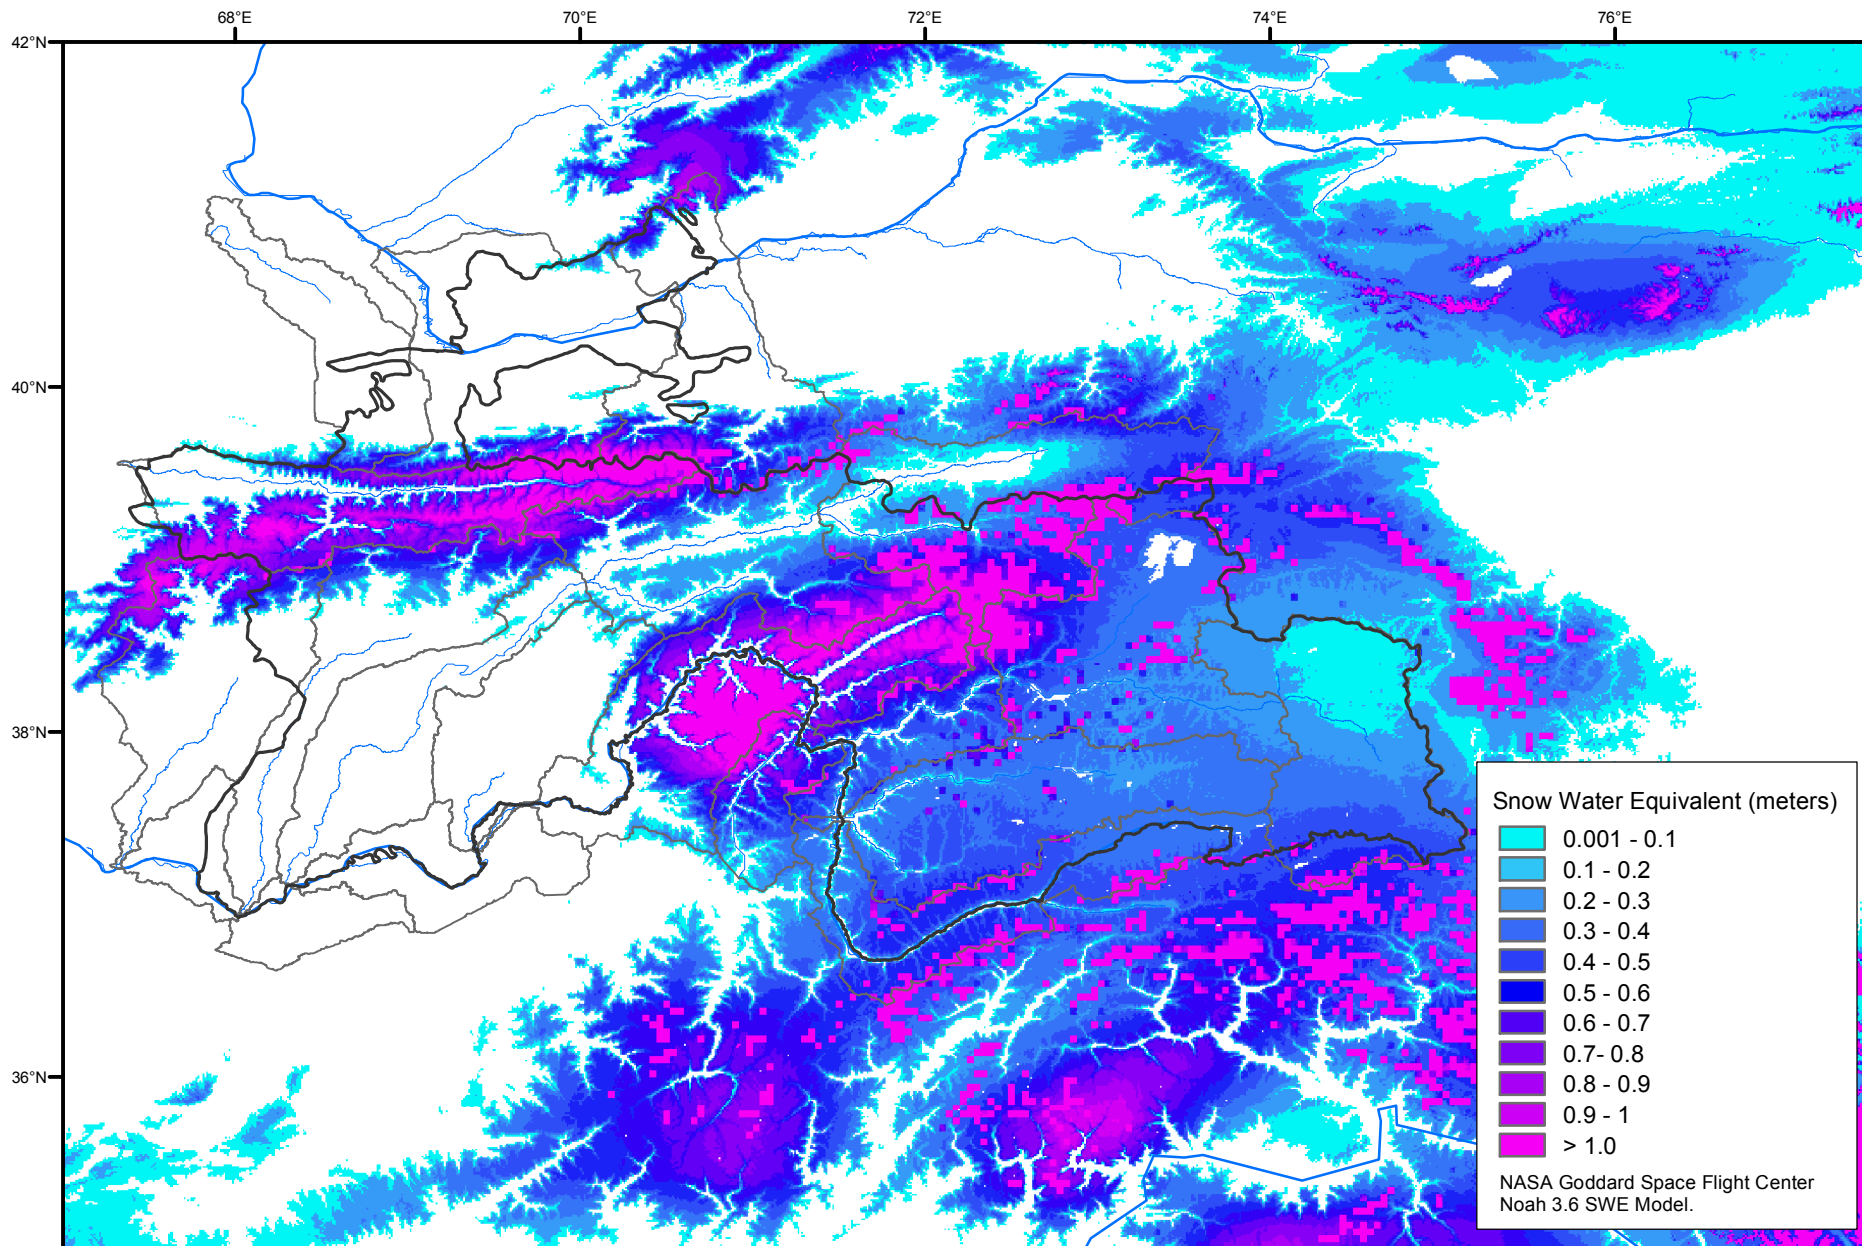 68°E
70°E
72°E
74°E
76°E
42°N
40°N
38°N
36°N
Snow Water Equivalent (meters)
0.001 - 0.1
0.1 - 0.2
0.2 - 0.3
0.3 - 0.4
0.4 - 0.5
0.5 - 0.6
0.6 - 0.7
0.7- 0.8
0.8 - 0.9
0.9 - 1
> 1.0
NASA Goddard Space Flight Center
Noah 3.6 SWE Model.